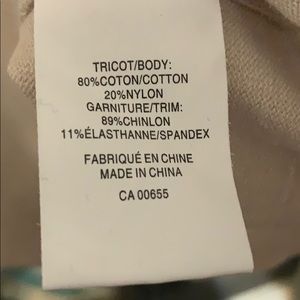 TRICOT/BODY:
80%COTON/COTTON
20%NYLON
GARNITURE/TRIM:
89%CHINLON
11%ÉLASTHANNE/SPANDEX
FABRIQUÉ EN CHINE
MADE IN CHINA
CA 00655